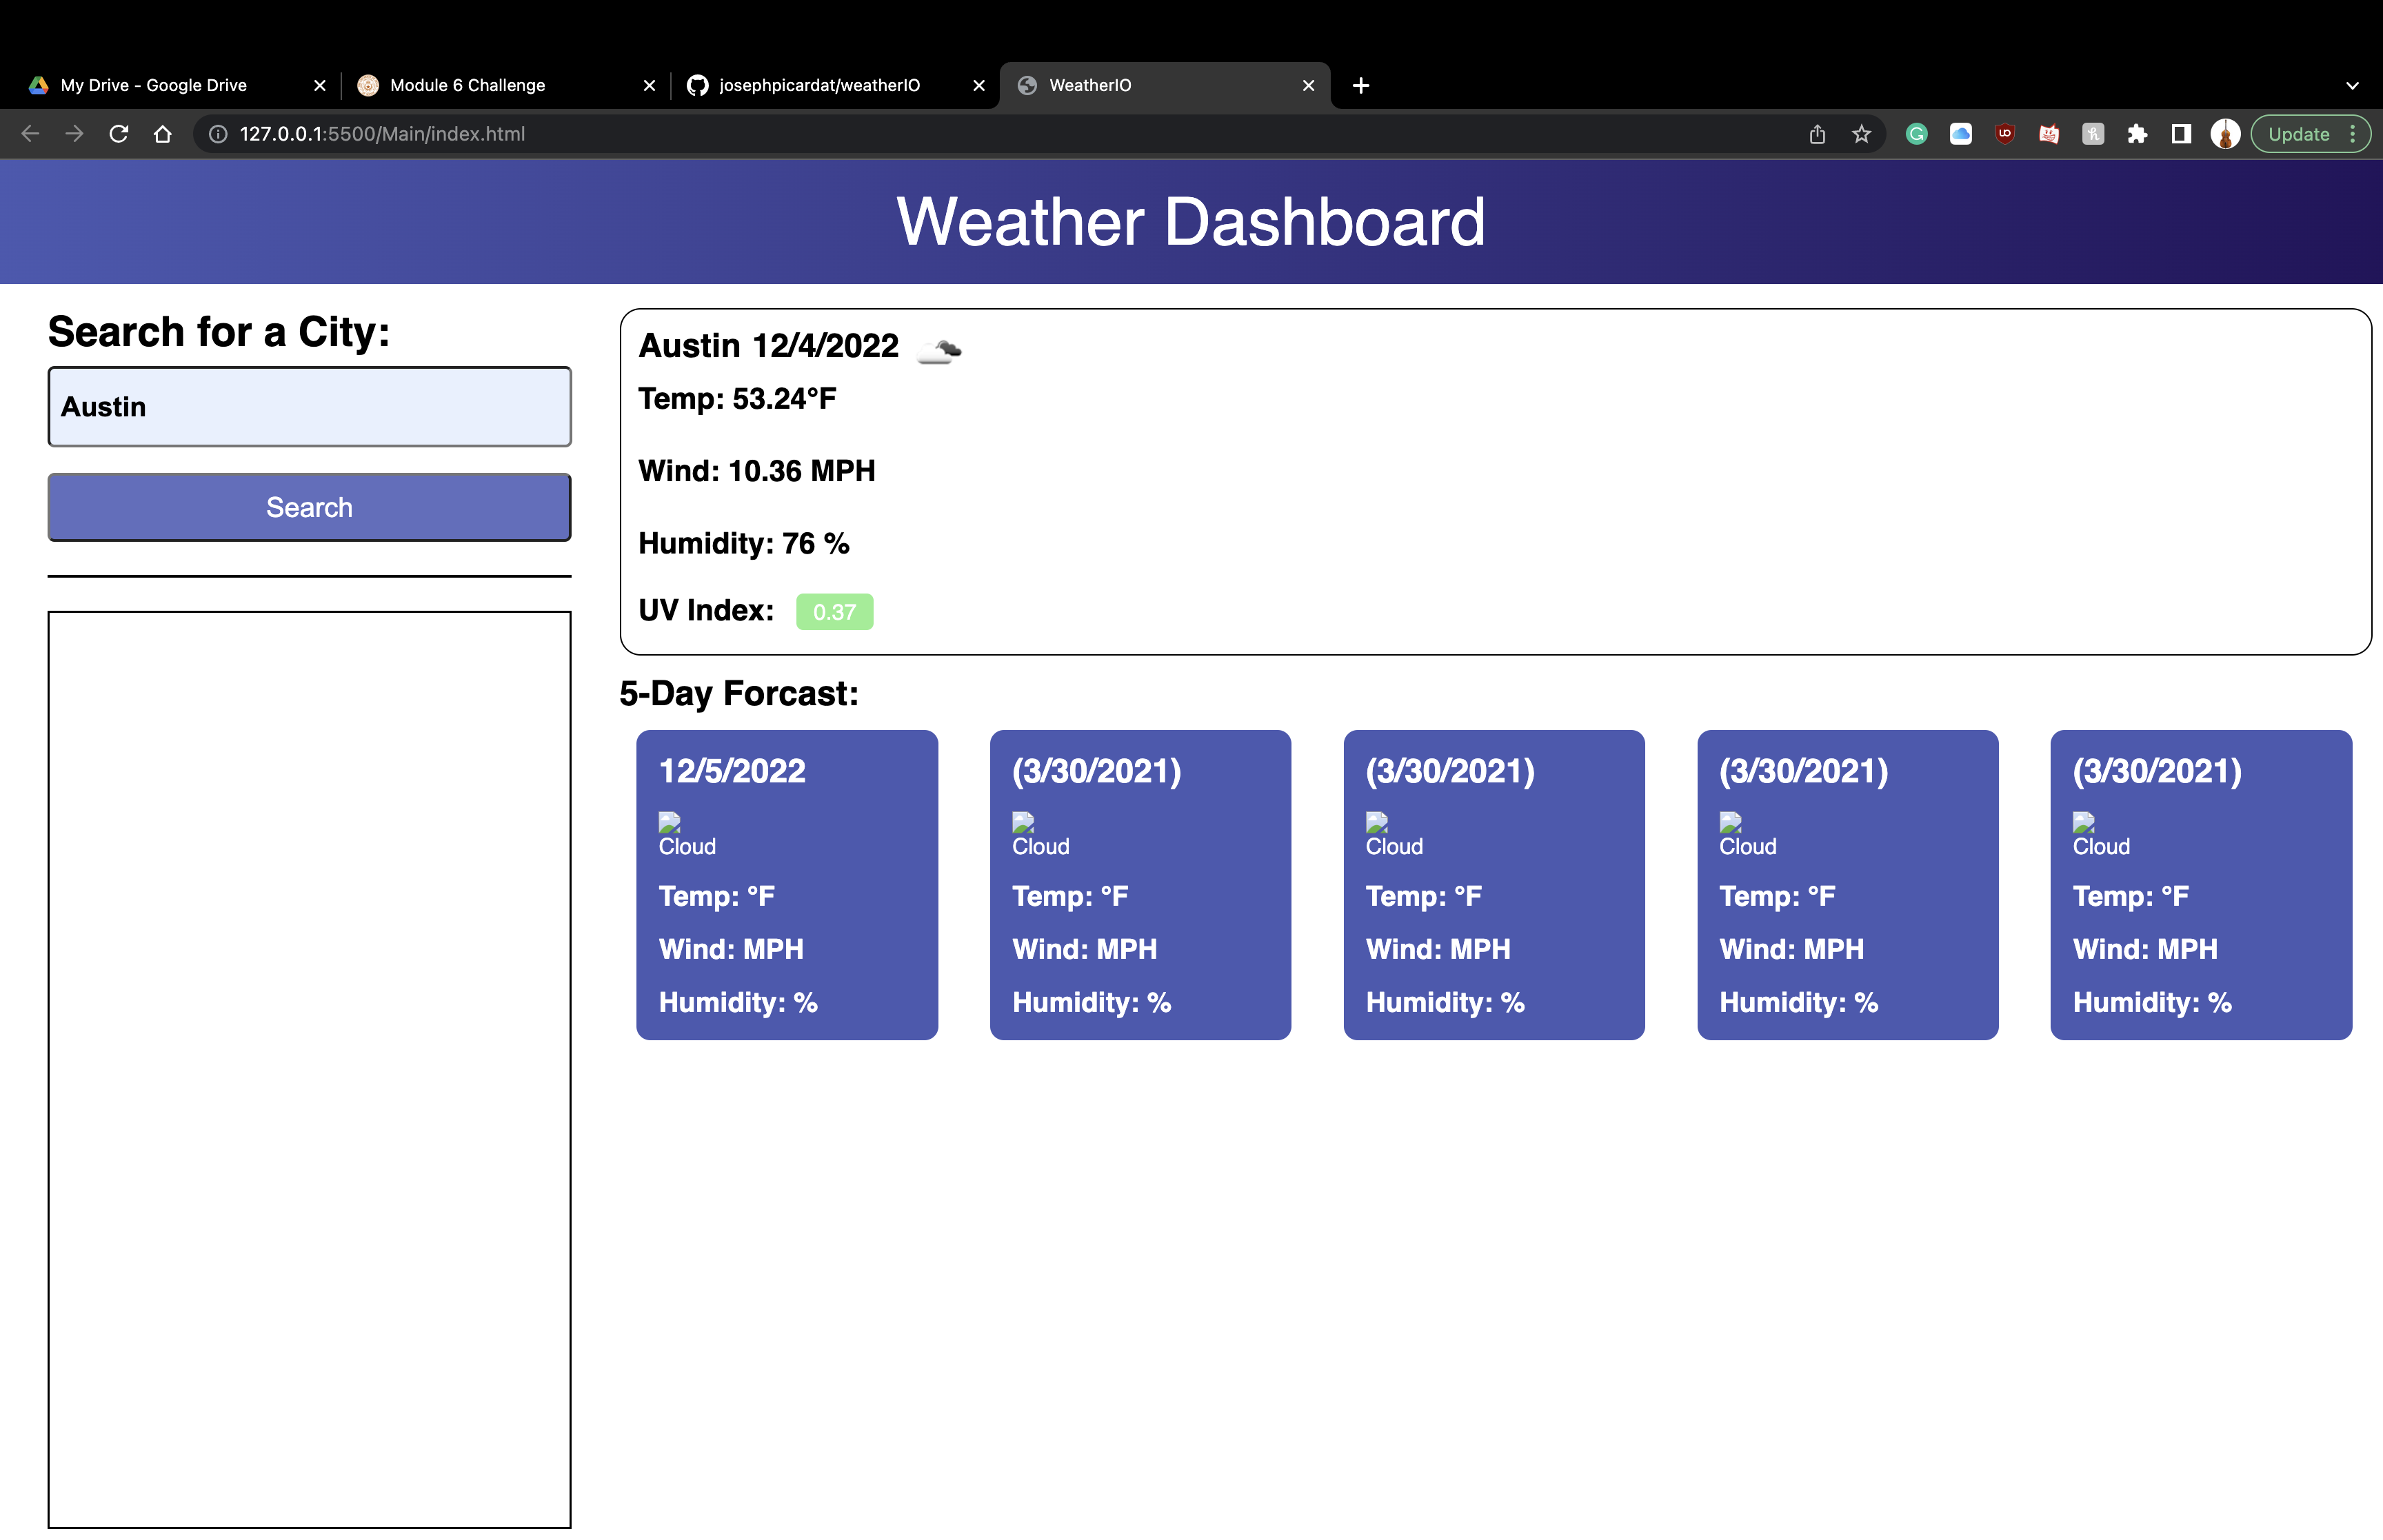 My Drive - Google Drive
Module 6 Challenge
josephpicardat/weatherIO
WeatherIO
127.0.0.1:5500/Main/index.html
Update
Weather Dashboard
Search for a City:
Austin
Search
Austin 12/4/2022
Temp: 53.24°F
Wind: 10.36 MPH
Humidity: 76 %
UV Index: 0.37
5-Day Forcast:
12/5/2022
Cloud
Temp: °F
Wind: MPH
Humidity: %
(3/30/2021)
Cloud
Temp: °F
Wind: MPH
Humidity: %
(3/30/2021)
Cloud
Temp: °F
Wind: MPH
Humidity: %
(3/30/2021)
Cloud
Temp: °F
Wind: MPH
Humidity: %
(3/30/2021)
Cloud
Temp: °F
Wind: MPH
Humidity: %